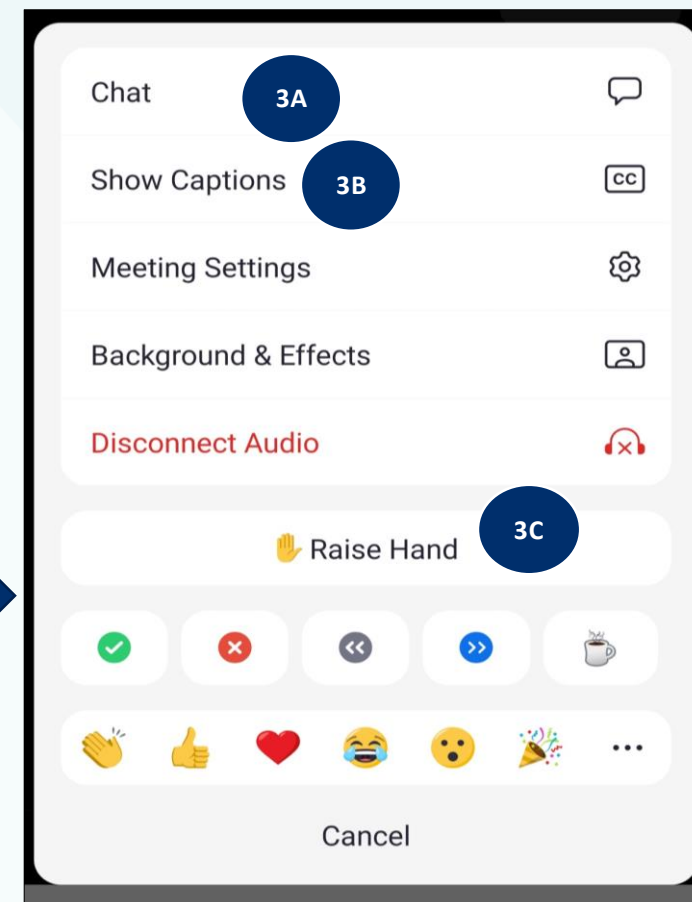 Chat 3A
Show Captions 3B
CC
Meeting Settings
Background & Effects
Disconnect Audio
Raise Hand 3C
Cancel